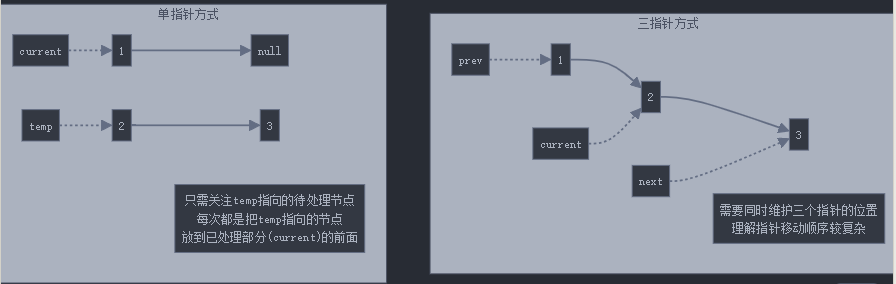 单指针方式
current
1
null
temp
2
3
只需关注temp指向的待处理节点
每次都是把temp指向的节点
放到已处理部分(current)的前面
三指针方式
prev
1
2
current
3
next
需要同时维护三个指针的位置
理解指针移动顺序较复杂